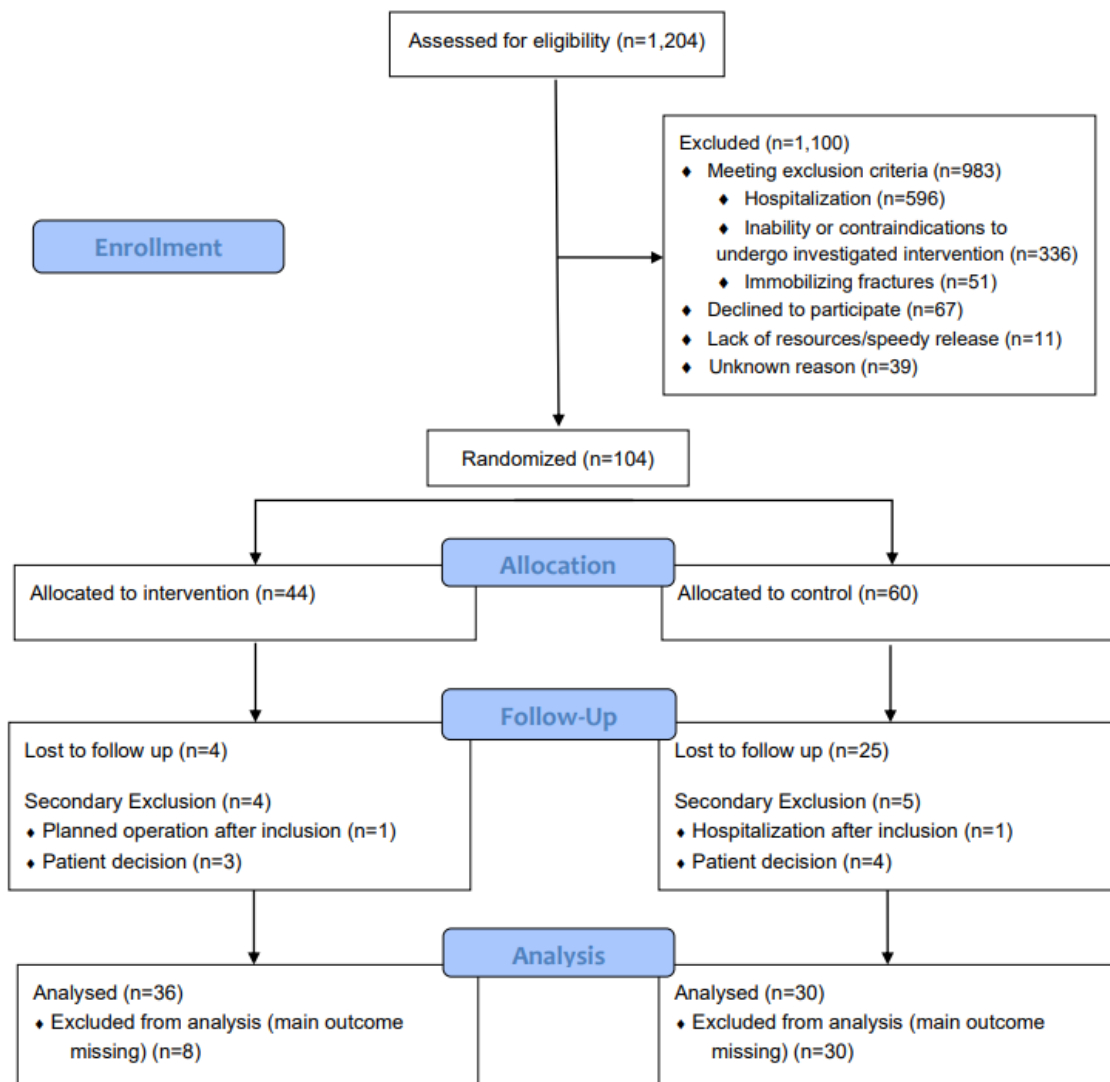 Assessed for eligibility (n=1,204)
Excluded (n=1,100)
♦ Meeting exclusion criteria (n=983)
♦ Hospitalization (n=596)
♦ Inability or contraindications to
undergo investigated intervention (n=336)
♦ Immobilizing fractures (n=51)
♦ Declined to participate (n=67)
♦ Lack of resources/speedy release (n=11)
♦ Unknown reason (n=39)
Enrollment
Randomized (n=104)
Allocation
Allocated to intervention (n=44)
Allocated to control (n=60)
Follow-Up
Lost to follow up (n=4)
Secondary Exclusion (n=4)
♦ Planned operation after inclusion (n=1)
♦ Patient decision (n=3)
Lost to follow up (n=25)
Secondary Exclusion (n=5)
♦ Hospitalization after inclusion (n=1)
♦ Patient decision (n=4)
Analysis
Analysed (n=36)
♦ Excluded from analysis (main outcome
missing) (n=8)
Analysed (n=30)
♦ Excluded from analysis (main outcome
missing) (n=30)